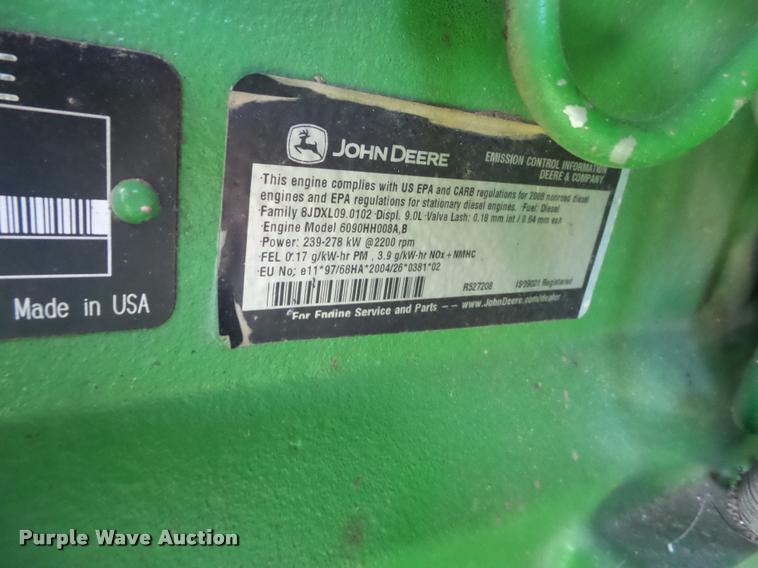 JOHN DEERE
EMISSION CONTROL INFORMATION
DEERE & COMPANY
This engine complies with US EPA and CARB regulations for 2008 nonroad diesel
engines and EPA regulations for stationary diesel engines. Fuel: Diesel
Family 8JDXL09.0102 Displ. 9.0L Valve Lash: 0.18 mm int / 0.64 mm exh
Engine Model 6090HH008A,B
Power: 239-278 kW @2200 rpm
FEL 0.17 g/kW-hr PM , 3.9 g/kW-hr NOx + NMHC
EU No; e11*97/68HA*2004/26*0381*02
R527208 ISO9001 Registered
For Engine Service and Parts -- www.JohnDeere.com/dealer
Made in USA
Purple Wave Auction